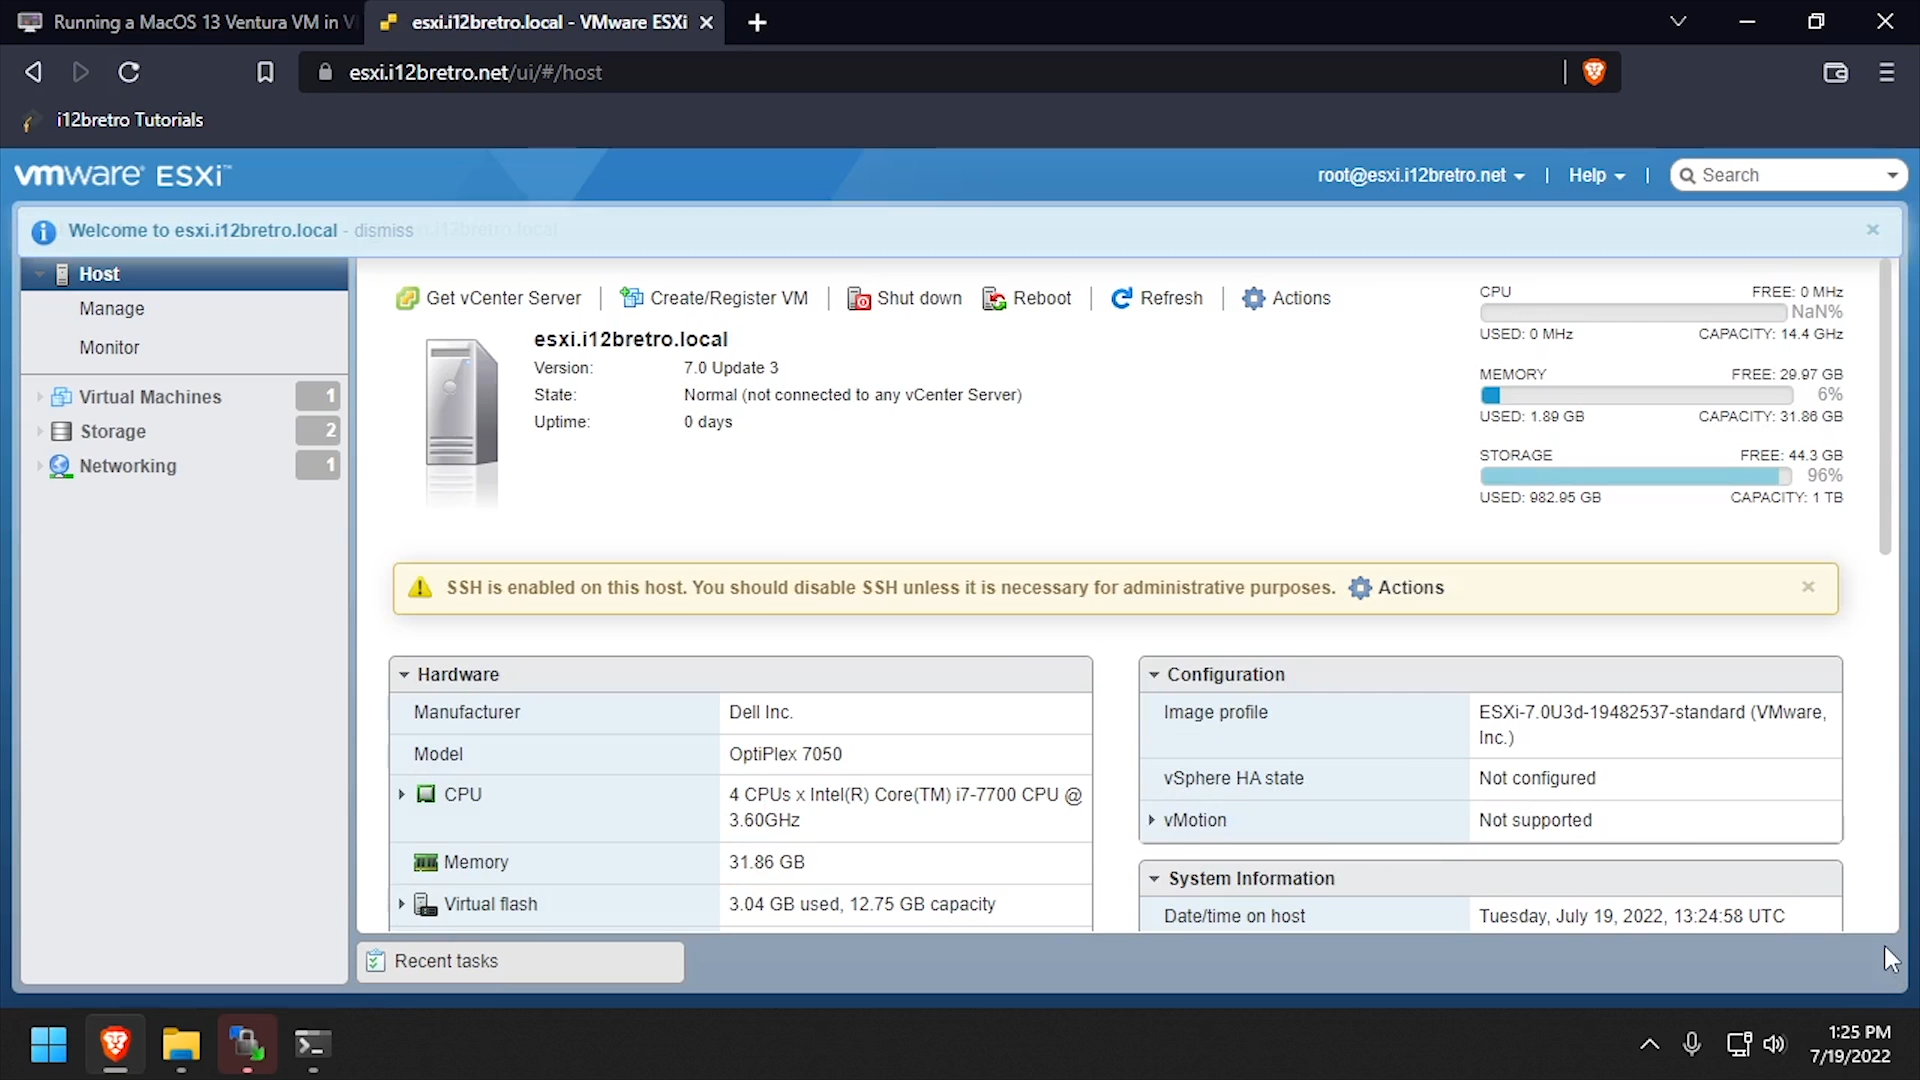 Running a MacOS 13 Ventura VM in V
esxi.i12bretro.local - VMware ESXi
esxi.i12bretro.net/ui/#/host
i12bretro Tutorials
vmware ESXi™
root@esxi.i12bretro.net
Help
Search
Welcome to esxi.i12bretro.local - dismiss
Host
Manage
Monitor
Virtual Machines 1
Storage 2
Networking 1
Get vCenter Server
Create/Register VM
Shut down
Reboot
Refresh
Actions
esxi.i12bretro.local
Version: 7.0 Update 3
State: Normal (not connected to any vCenter Server)
Uptime: 0 days
CPU FREE: 0 MHz
NaN%
USED: 0 MHz CAPACITY: 14.4 GHz
MEMORY FREE: 29.97 GB
6%
USED: 1.89 GB CAPACITY: 31.86 GB
STORAGE FREE: 44.3 GB
96%
USED: 982.95 GB CAPACITY: 1 TB
SSH is enabled on this host. You should disable SSH unless it is necessary for administrative purposes. Actions
Hardware
Manufacturer Dell Inc.
Model OptiPlex 7050
CPU 4 CPUs x Intel(R) Core(TM) i7-7700 CPU @
3.60GHz
Memory 31.86 GB
Virtual flash 3.04 GB used, 12.75 GB capacity
Configuration
Image profile ESXi-7.0U3d-19482537-standard (VMware,
Inc.)
vSphere HA state Not configured
vMotion Not supported
System Information
Date/time on host Tuesday, July 19, 2022, 13:24:58 UTC
Recent tasks
1:25 PM
7/19/2022